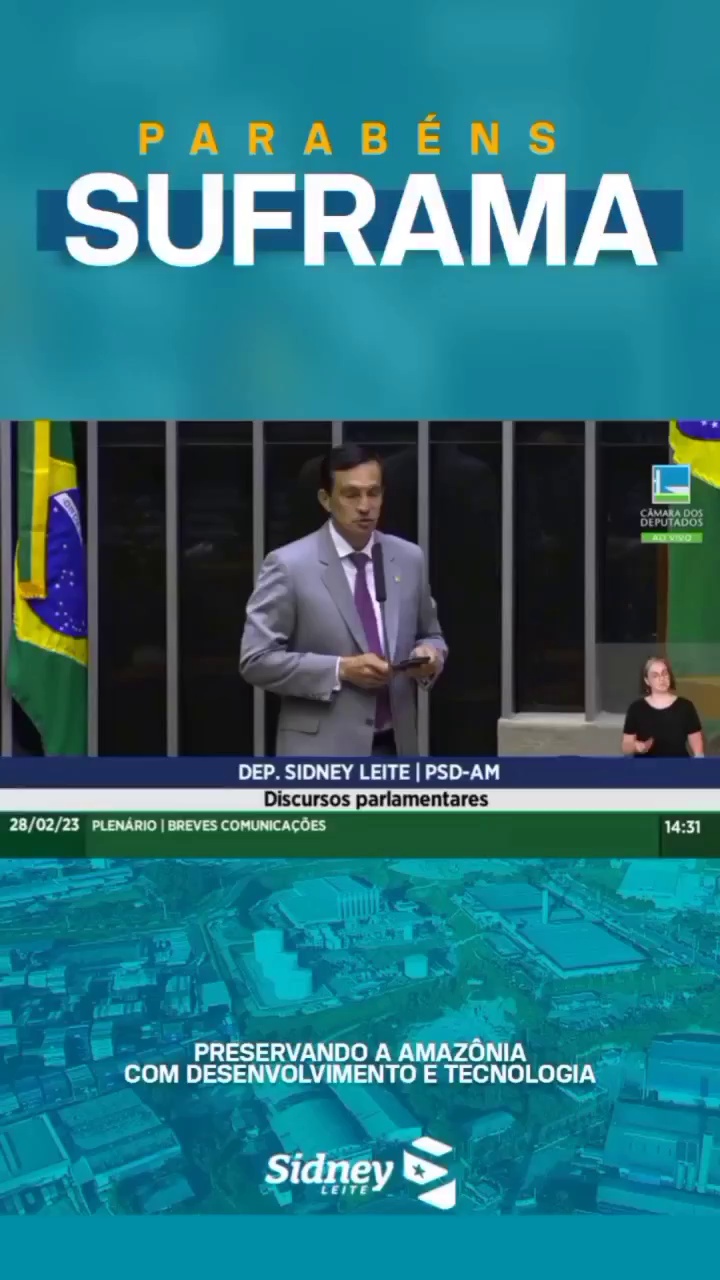 PARABÉNS
SUFRAMA
CÂMARA DOS
DEPUTADOS
AO VIVO
DEP. SIDNEY LEITE | PSD-AM
Discursos parlamentares
28/02/23 PLENÁRIO | BREVES COMUNICAÇÕES 14:31
PRESERVANDO A AMAZÔNIA
COM DESENVOLVIMENTO E TECNOLOGIA
Sidney
LEITE